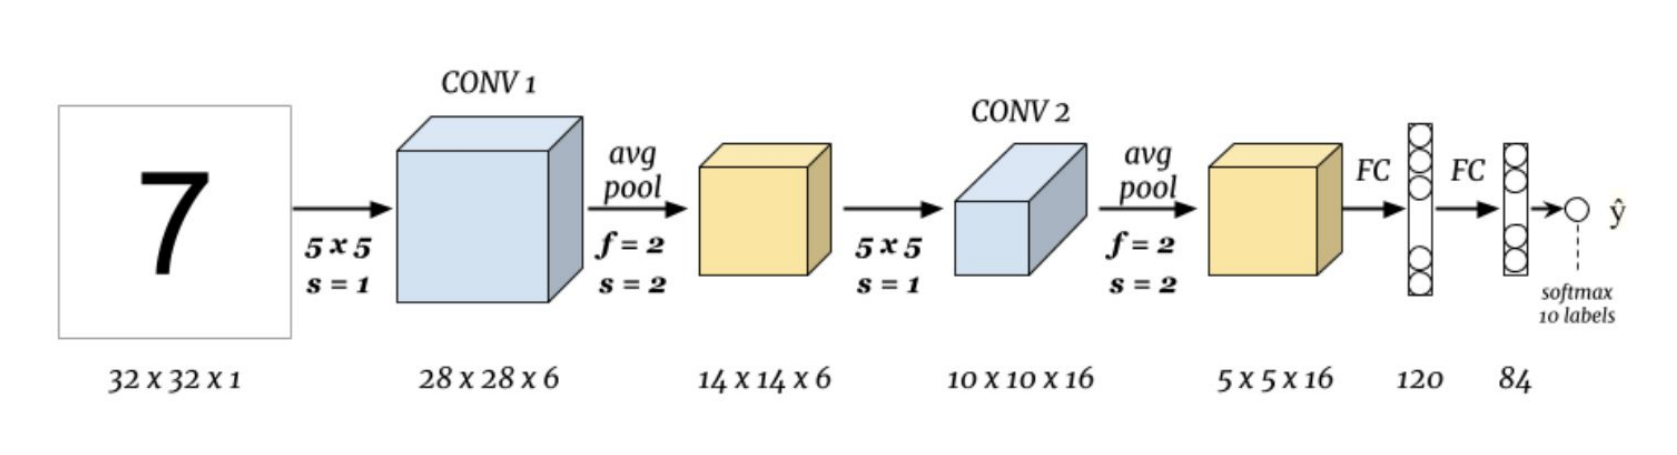 7
5 x 5
s = 1
CONV 1
avg
pool
f = 2
s = 2
5 x 5
s = 1
CONV 2
avg
pool
f = 2
s = 2
FC
FC
ŷ
softmax
10 labels
32 x 32 x 1
28 x 28 x 6
14 x 14 x 6
10 x 10 x 16
5 x 5 x 16
120
84